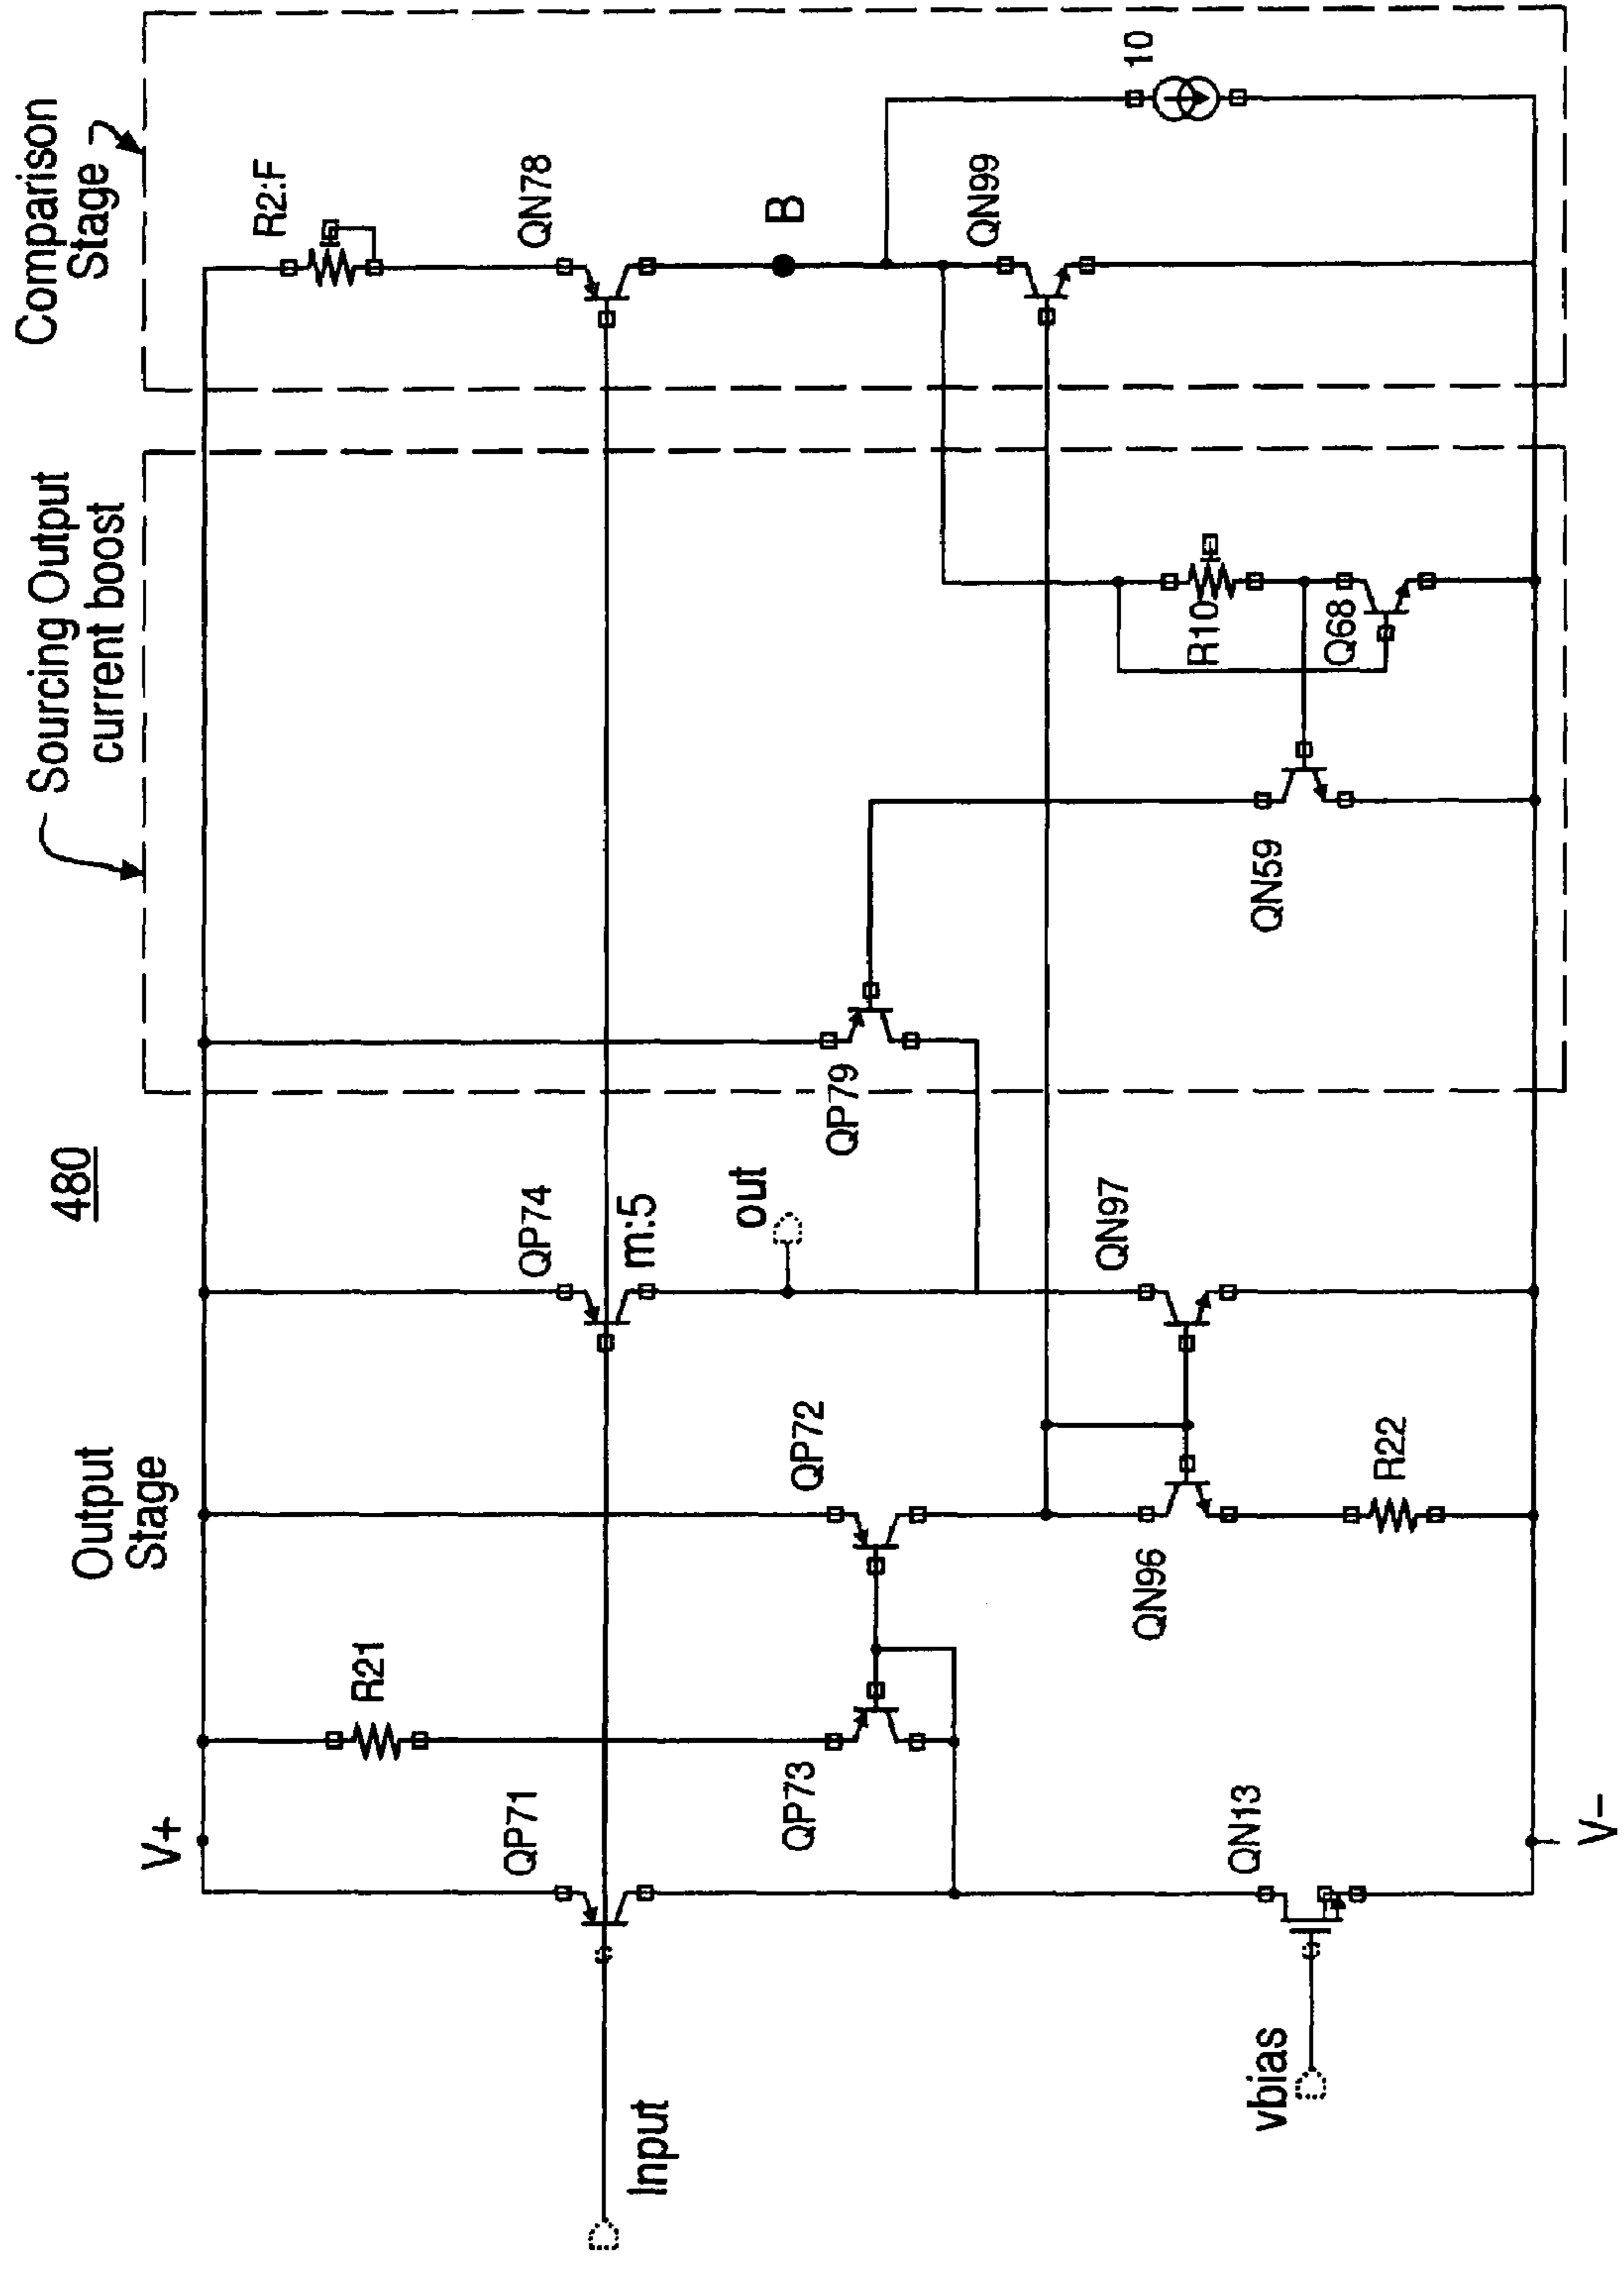 480
Output
Stage
Sourcing Output
current boost
Comparison
Stage
V+
R21
QP71
QP73
QP72
QP74
m:5
out
QP79
R2:F
QN78
B
QN99
10
R10
Q68
QN59
QN97
QN96
R22
QN13
Input
vbias
V-